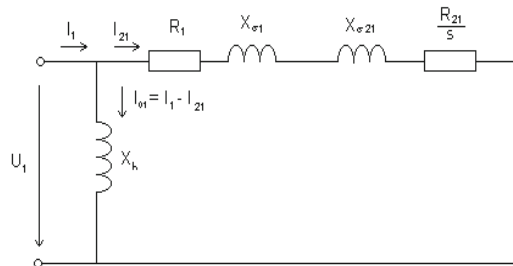 I₁
I₂₁
R₁
Xσ1
Xσ21
R₂₁
s
I₀₁ = I₁ - I₂₁
U₁
Xₕ